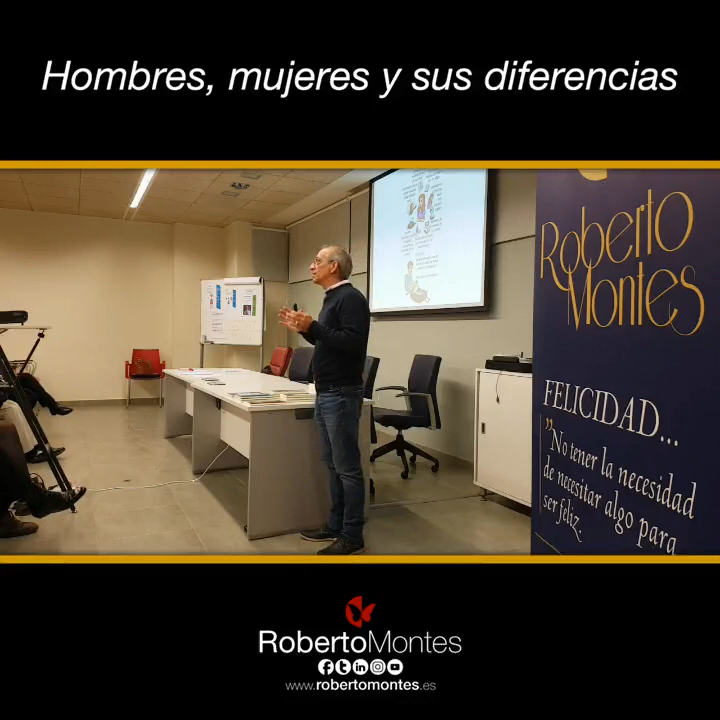 Hombres, mujeres y sus diferencias
Roberto
Montes
FELICIDAD...
"No tener la necesidad
de necesitar algo para
ser feliz.
RobertoMontes
www.robertomontes.es